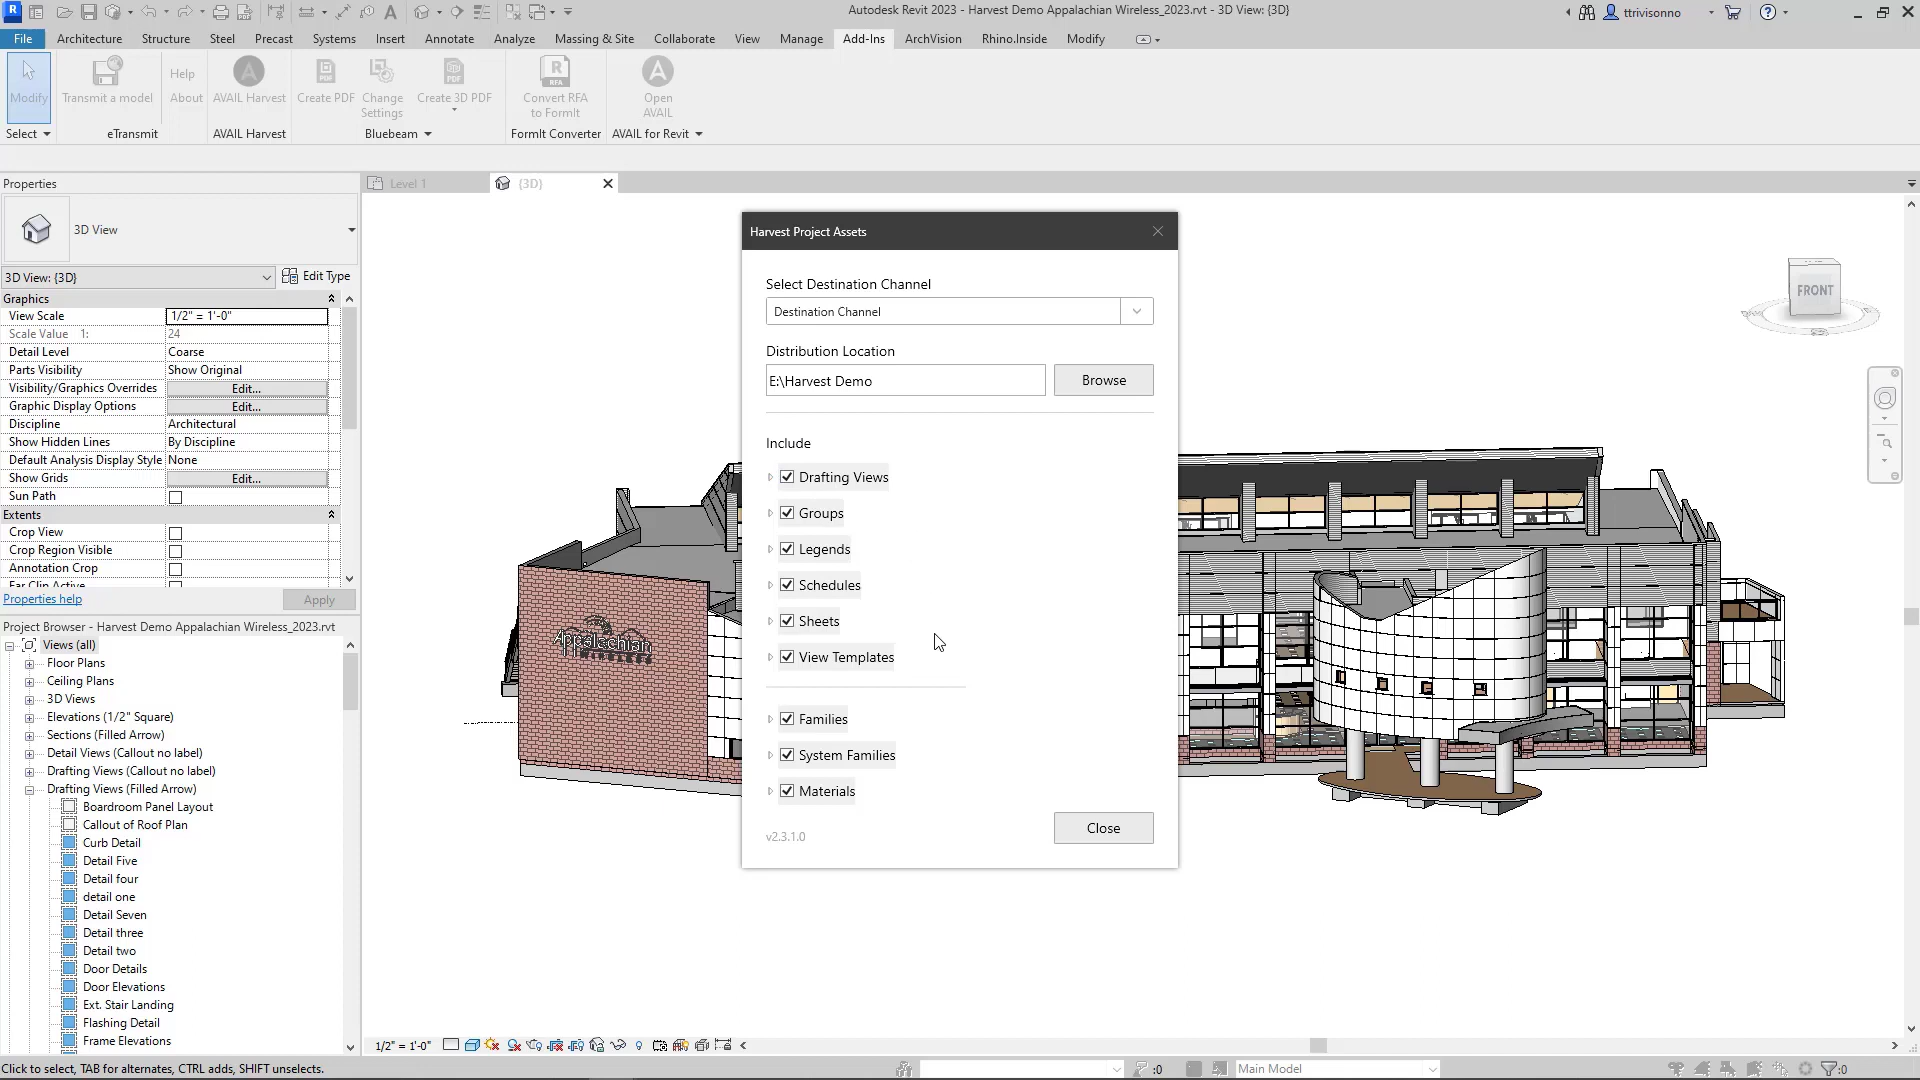 Autodesk Revit 2023 - Harvest Demo Appalachian Wireless_2023.rvt - 3D View: {3D}
ttrivisonno
File Architecture Structure Steel Precast Systems Insert Annotate Analyze Massing & Site Collaborate View Manage Add-Ins ArchVision Rhino.Inside Modify
Modify
Transmit a model
Help
About
AVAIL Harvest
Create PDF
Change Settings
Create 3D PDF
Convert RFA to FormIt
Open AVAIL
Select
eTransmit
AVAIL Harvest
Bluebeam
FormIt Converter
AVAIL for Revit
Properties
Level 1
{3D}
3D View
3D View: {3D}
Edit Type
Graphics
View Scale 1/2" = 1'-0"
Scale Value 1: 24
Detail Level Coarse
Parts Visibility Show Original
Visibility/Graphics Overrides Edit...
Graphic Display Options Edit...
Discipline Architectural
Show Hidden Lines By Discipline
Default Analysis Display Style None
Show Grids Edit...
Sun Path
Extents
Crop View
Crop Region Visible
Annotation Crop
Far Clip Active
Properties help
Apply
Project Browser - Harvest Demo Appalachian Wireless_2023.rvt
Views (all)
Floor Plans
Ceiling Plans
3D Views
Elevations (1/2" Square)
Sections (Filled Arrow)
Detail Views (Callout no label)
Drafting Views (Callout no label)
Drafting Views (Filled Arrow)
Boardroom Panel Layout
Callout of Roof Plan
Curb Detail
Detail Five
Detail four
detail one
Detail Seven
Detail three
Detail two
Door Details
Door Elevations
Ext. Stair Landing
Flashing Detail
Frame Elevations
Harvest Project Assets
Select Destination Channel
Destination Channel
Distribution Location
E:\Harvest Demo
Browse
Include
Drafting Views
Groups
Legends
Schedules
Sheets
View Templates
Families
System Families
Materials
v2.3.1.0
Close
FRONT
Appalachian
WIRELESS
1/2" = 1'-0"
Click to select, TAB for alternates, CTRL adds, SHIFT unselects.
:0
Main Model
:0